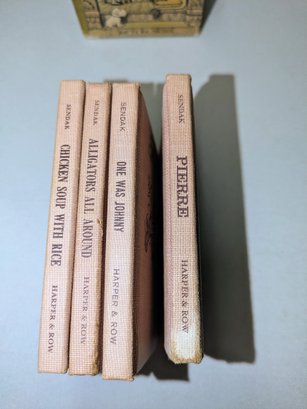 SENDAK CHICKEN SOUP WITH RICE HARPER & ROW
SENDAK ALLIGATORS ALL AROUND HARPER & ROW
SENDAK ONE WAS JOHNNY HARPER & ROW
SENDAK PIERRE HARPER & ROW